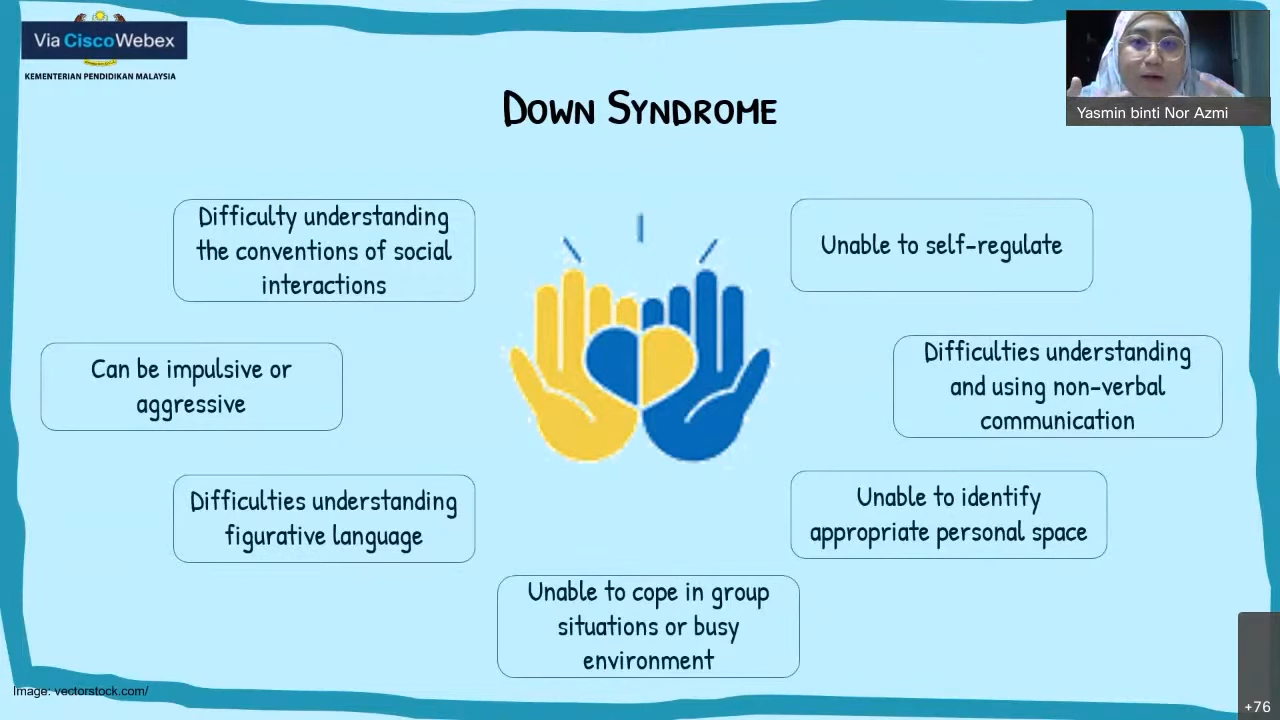 Via CiscoWebex
KEMENTERIAN PENDIDIKAN MALAYSIA
Yasmin binti Nor Azmi
DOWN SYNDROME
Difficulty understanding
the conventions of social
interactions
Unable to self-regulate
Can be impulsive or
aggressive
Difficulties understanding
and using non-verbal
communication
Difficulties understanding
figurative language
Unable to identify
appropriate personal space
Unable to cope in group
situations or busy
environment
Image: vectorstock.com/
+76